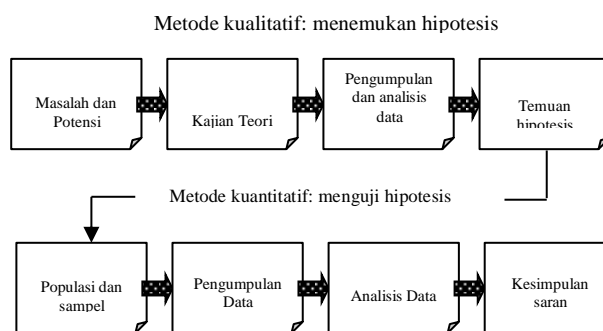 Metode kualitatif: menemukan hipotesis
Masalah dan
Potensi
Kajian Teori
Pengumpulan
dan analisis
data
Temuan
hipotesis
Metode kuantitatif: menguji hipotesis
Populasi dan
sampel
Pengumpulan
Data
Analisis Data
Kesimpulan
saran